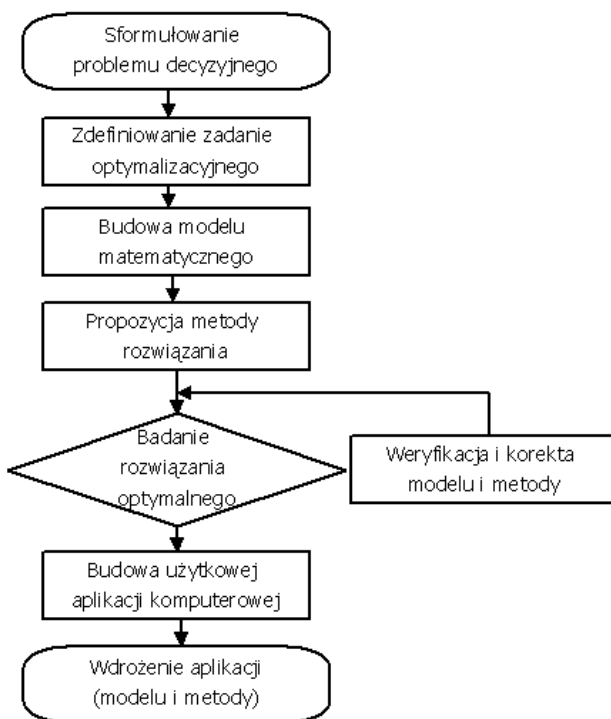 Sformułowanie
problemu decyzyjnego
Zdefiniowanie zadanie
optymalizacyjnego
Budowa modelu
matematycznego
Propozycja metody
rozwiązania
Badanie
rozwiązania
optymalnego
Weryfikacja i korekta
modelu i metody
Budowa użytkowej
aplikacji komputerowej
Wdrożenie aplikacji
(modelu i metody)